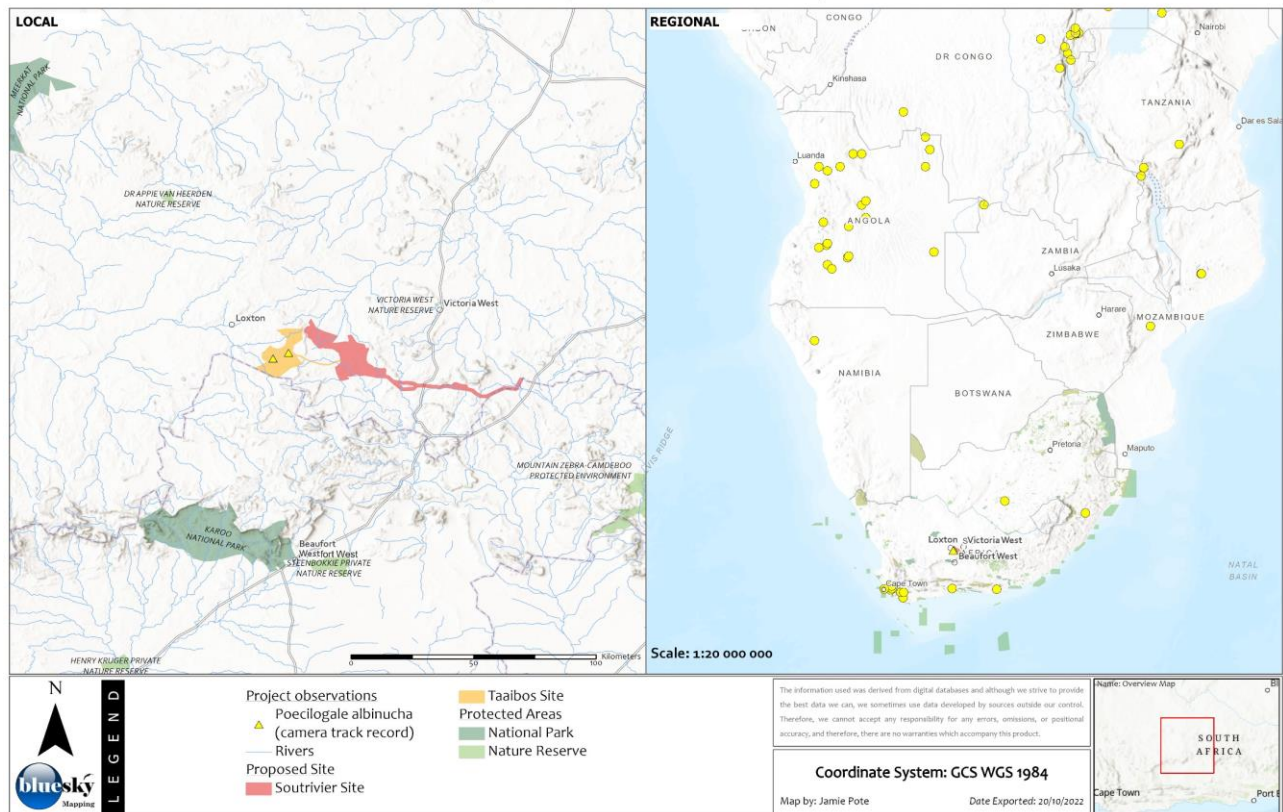 LOCAL
MEERKAT
NATIONAL PARK
DR APPIE VAN HEERDEN
NATURE RESERVE
VICTORIA WEST
NATURE RESERVE
Victoria West
Loxton
MOUNTAIN ZEBRA-CAMDEBOO
PROTECTED ENVIRONMENT
KAROO
NATIONAL PARK
Beaufort
West
STEENBOKKIE PRIVATE
NATURE RESERVE
HENRY KRUGER PRIVATE
NATURE RESERVE
Kilometers
0 50 100
REGIONAL
CONGO
Nairobi
DR CONGO
Kinshasa
TANZANIA
Dar es Sala
Luanda
ANGOLA
ZAMBIA
Lusaka
Harare
MOZAMBIQUE
ZIMBABWE
NAMIBIA
BOTSWANA
Pretoria
Maputo
VIS RIDGE
Loxton
Victoria West
Beaufort West
Cape Town
NATAL
BASIN
Scale: 1:20 000 000
N
bluesky
Mapping
LEGEND
Project observations
Poecilogale albinucha
(camera track record)
Rivers
Proposed Site
Soutrivier Site
Taaibos Site
Protected Areas
National Park
Nature Reserve
The information used was derived from digital databases and although we strive to provide
the best data we can, we sometimes use data developed by sources outside our control.
Therefore, we cannot accept any responsibility for any errors, omissions, or positional
accuracy, and therefore, there are no warranties which accompany this product.
Coordinate System: GCS WGS 1984
Map by: Jamie Pote
Date Exported: 20/10/2022
Name: Overview Map
Bl
SOUTH
AFRICA
Cape Town
Port E